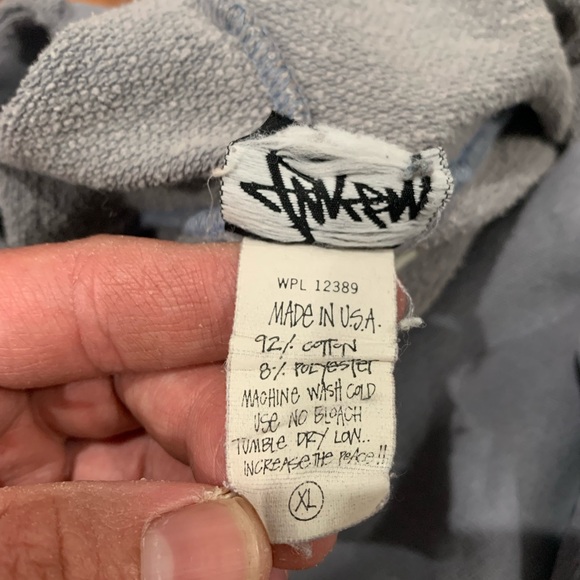 WPL 12389
MADE IN U.S.A.
92% COTTON
8% POLYESTER
MACHINE WASH COLD
USE NO BLEACH
TUMBLE DRY LOW..
INCREASE THE PEACE!!
XL